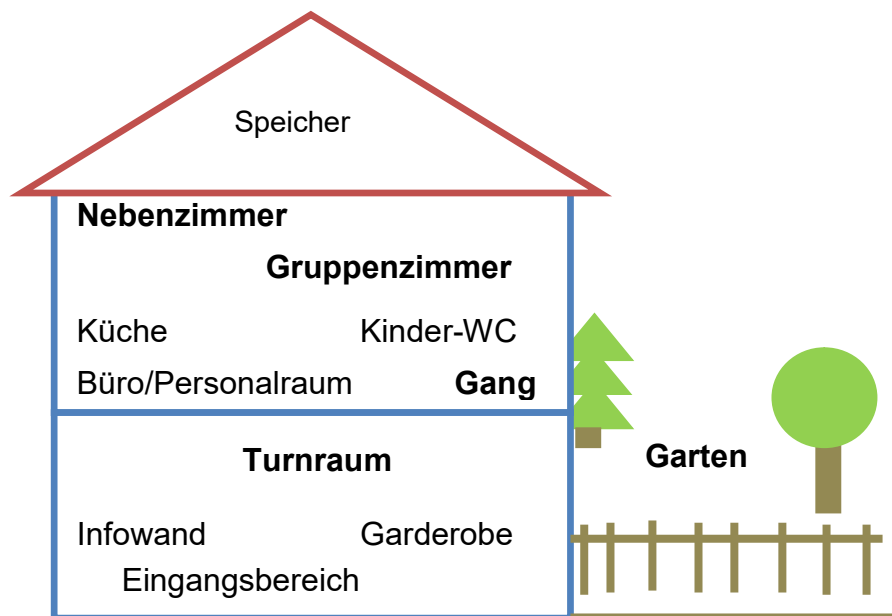 Speicher
Nebenzimmer
Gruppenzimmer
Küche Kinder-WC
Büro/Personalraum Gang
Turnraum
Garten
Infowand Garderobe
Eingangsbereich